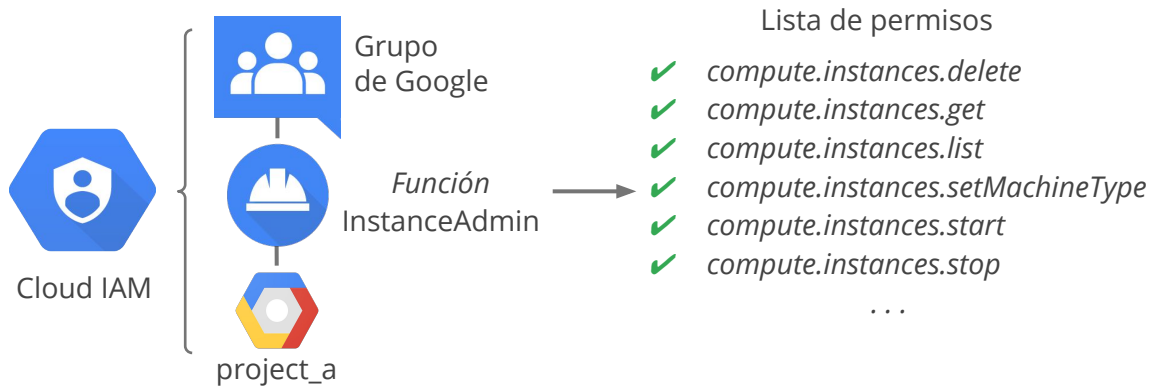 Cloud IAM
Grupo
de Google
Función
InstanceAdmin
project_a
Lista de permisos
✔ compute.instances.delete
✔ compute.instances.get
✔ compute.instances.list
✔ compute.instances.setMachineType
✔ compute.instances.start
✔ compute.instances.stop
. . .